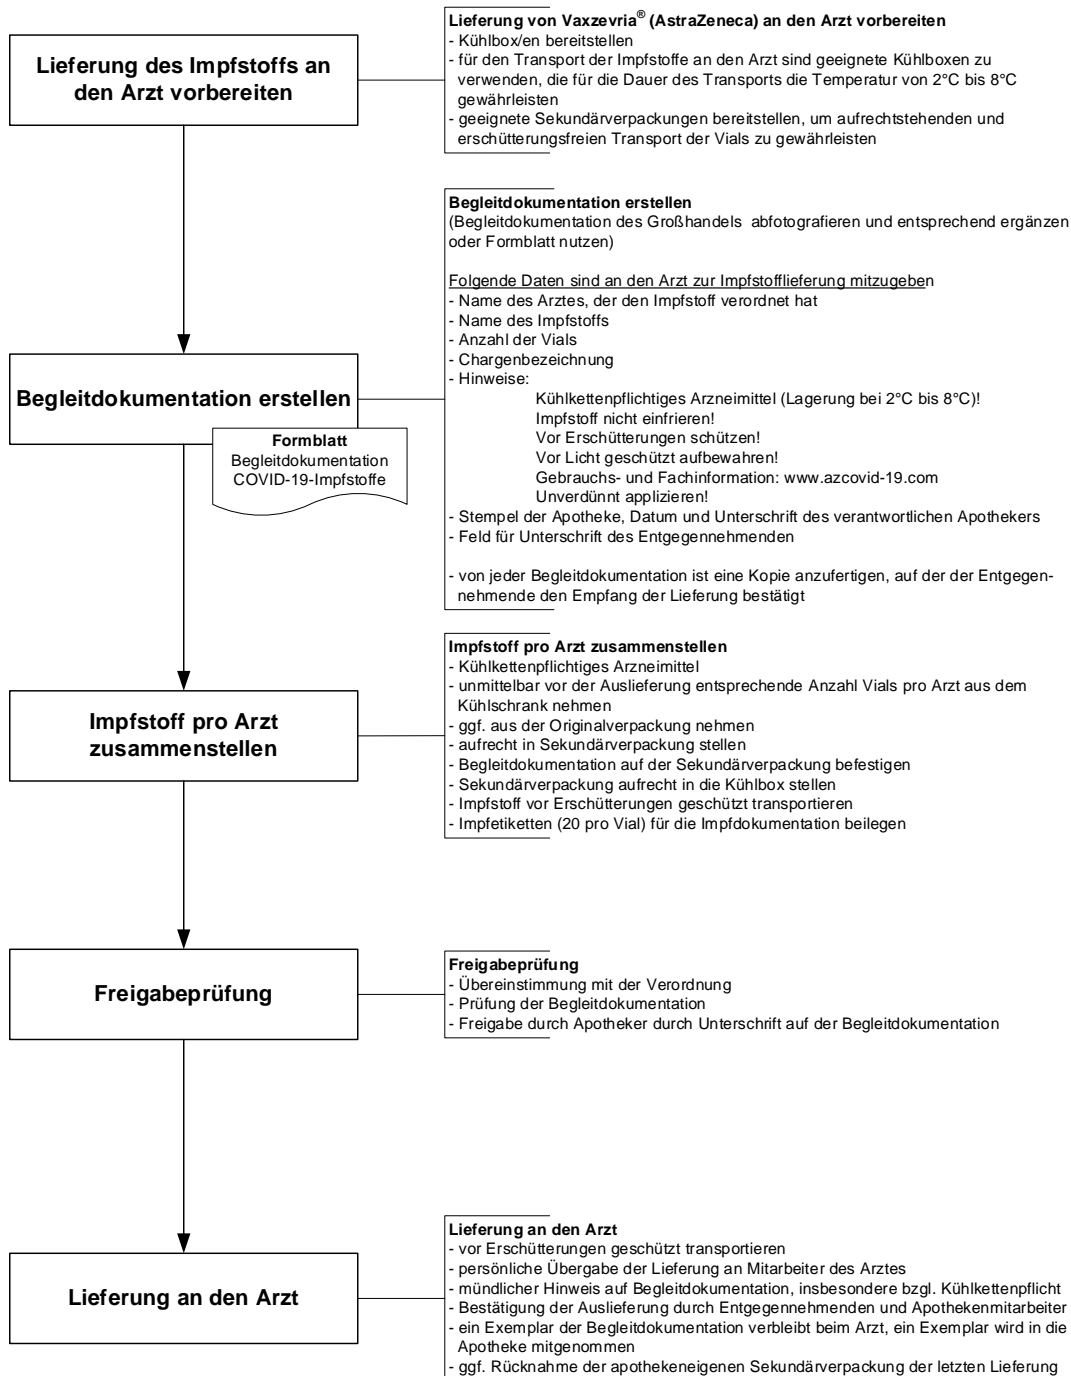 Lieferung des Impfstoffs an
den Arzt vorbereiten
Lieferung von Vaxzevria® (AstraZeneca) an den Arzt vorbereiten
- Kühlbox/en bereitstellen
- für den Transport der Impfstoffe an den Arzt sind geeignete Kühlboxen zu
verwenden, die für die Dauer des Transports die Temperatur von 2°C bis 8°C
gewährleisten
- geeignete Sekundärverpackungen bereitstellen, um aufrechtstehenden und
erschütterungsfreien Transport der Vials zu gewährleisten
Begleitdokumentation erstellen
Formblatt
Begleitdokumentation
COVID-19-Impfstoffe
Begleitdokumentation erstellen
(Begleitdokumentation des Großhandels abfotografieren und entsprechend ergänzen
oder Formblatt nutzen)
Folgende Daten sind an den Arzt zur Impfstofflieferung mitzugeben
- Name des Arztes, der den Impfstoff verordnet hat
- Name des Impfstoffs
- Anzahl der Vials
- Chargenbezeichnung
- Hinweise:
Kühlkettenpflichtiges Arzneimittel (Lagerung bei 2°C bis 8°C)!
Impfstoff nicht einfrieren!
Vor Erschütterungen schützen!
Vor Licht geschützt aufbewahren!
Gebrauchs- und Fachinformation: www.azcovid-19.com
Unverdünnt applizieren!
- Stempel der Apotheke, Datum und Unterschrift des verantwortlichen Apothekers
- Feld für Unterschrift des Entgegennehmenden
- von jeder Begleitdokumentation ist eine Kopie anzufertigen, auf der der Entgegen-
nehmende den Empfang der Lieferung bestätigt
Impfstoff pro Arzt
zusammenstellen
Impfstoff pro Arzt zusammenstellen
- Kühlkettenpflichtiges Arzneimittel
- unmittelbar vor der Auslieferung entsprechende Anzahl Vials pro Arzt aus dem
Kühlschrank nehmen
- ggf. aus der Originalverpackung nehmen
- aufrecht in Sekundärverpackung stellen
- Begleitdokumentation auf der Sekundärverpackung befestigen
- Sekundärverpackung aufrecht in die Kühlbox stellen
- Impfstoff vor Erschütterungen geschützt transportieren
- Impfetiketten (20 pro Vial) für die Impfdokumentation beilegen
Freigabeprüfung
Freigabeprüfung
- Übereinstimmung mit der Verordnung
- Prüfung der Begleitdokumentation
- Freigabe durch Apotheker durch Unterschrift auf der Begleitdokumentation
Lieferung an den Arzt
Lieferung an den Arzt
- vor Erschütterungen geschützt transportieren
- persönliche Übergabe der Lieferung an Mitarbeiter des Arztes
- mündlicher Hinweis auf Begleitdokumentation, insbesondere bzgl. Kühlkettenpflicht
- Bestätigung der Auslieferung durch Entgegennehmenden und Apothekenmitarbeiter
- ein Exemplar der Begleitdokumentation verbleibt beim Arzt, ein Exemplar wird in die
Apotheke mitgenommen
- ggf. Rücknahme der apothekeneigenen Sekundärverpackung der letzten Lieferung